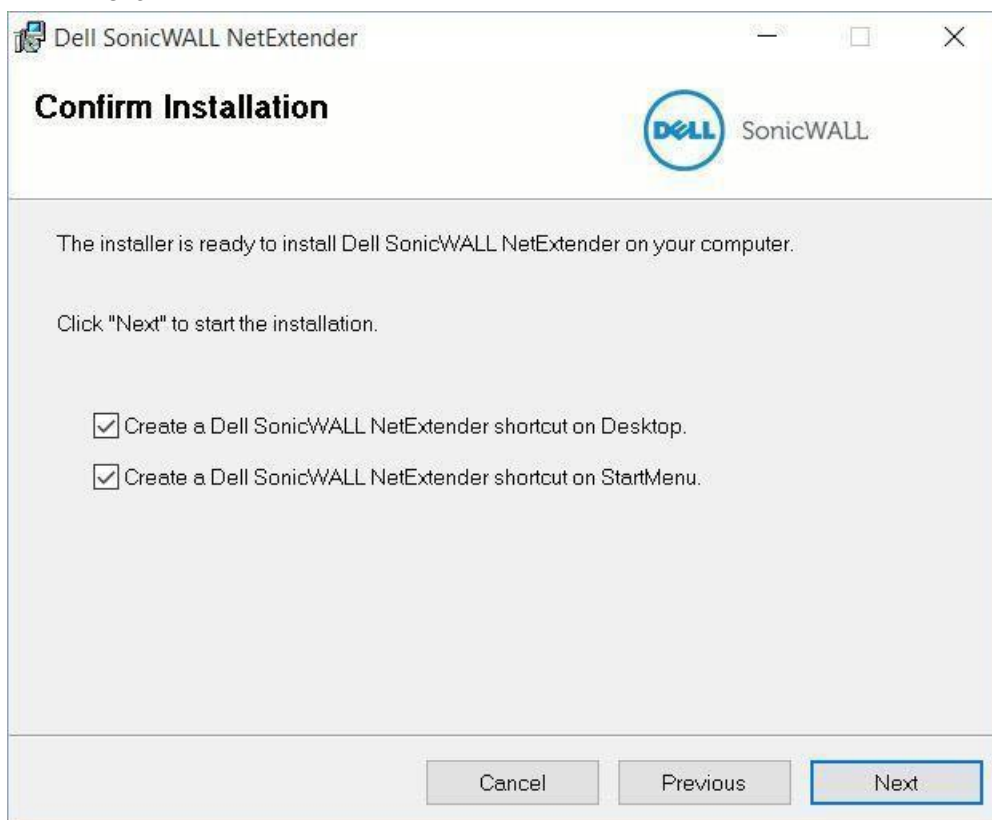 Dell SonicWALL NetExtender
Confirm Installation
DELL SonicWALL
The installer is ready to install Dell SonicWALL NetExtender on your computer.
Click "Next" to start the installation.
Create a Dell SonicWALL NetExtender shortcut on Desktop.
Create a Dell SonicWALL NetExtender shortcut on StartMenu.
Cancel Previous Next